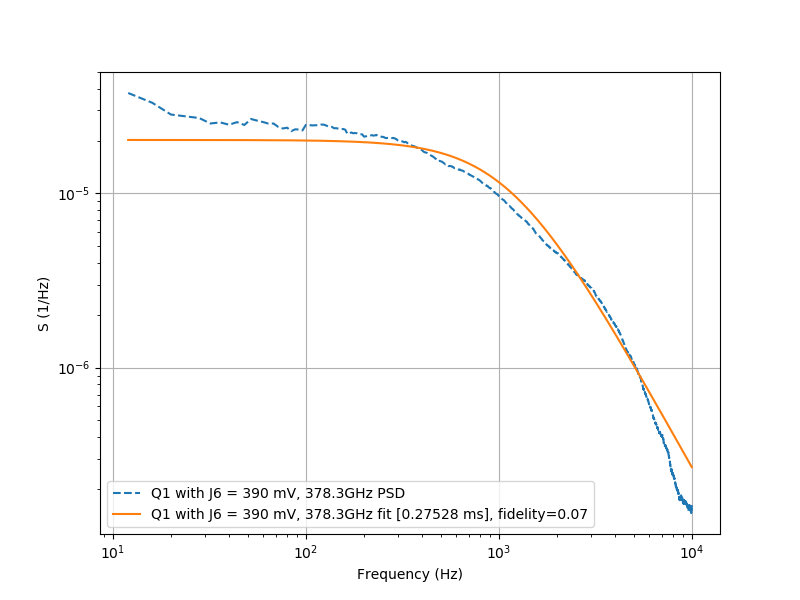 10⁻⁵
10⁻⁶
S (1/Hz)
Q1 with J6 = 390 mV, 378.3GHz PSD
Q1 with J6 = 390 mV, 378.3GHz fit [0.27528 ms], fidelity=0.07
10¹ 10² 10³ 10⁴
Frequency (Hz)